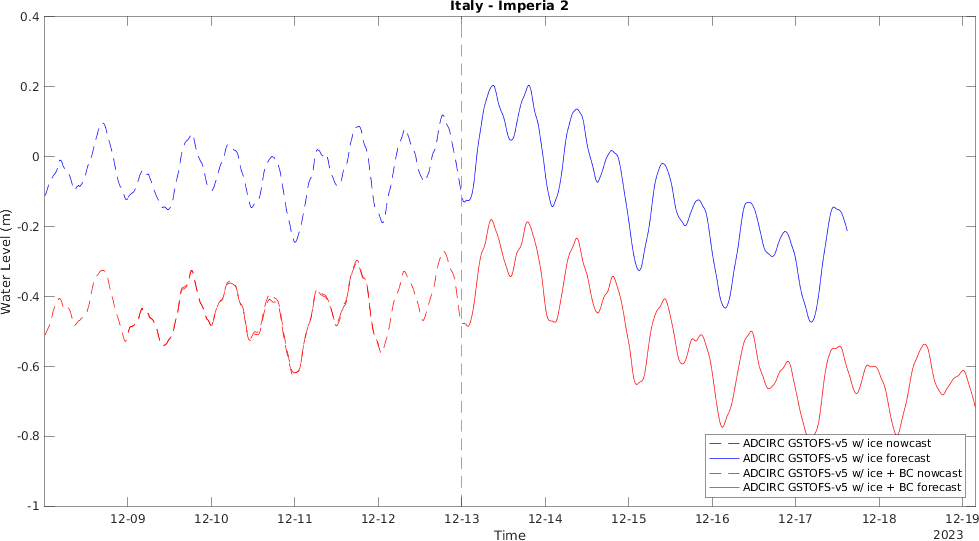 Italy - Imperia 2
0.4
0.2
0
-0.2
-0.4
-0.6
-0.8
-1
Water Level (m)
ADCIRC GSTOFS-v5 w/ ice nowcast
ADCIRC GSTOFS-v5 w/ ice forecast
ADCIRC GSTOFS-v5 w/ ice + BC nowcast
ADCIRC GSTOFS-v5 w/ ice + BC forecast
12-09 12-10 12-11 12-12 12-13 12-14 12-15 12-16 12-17 12-18 12-19
Time
2023